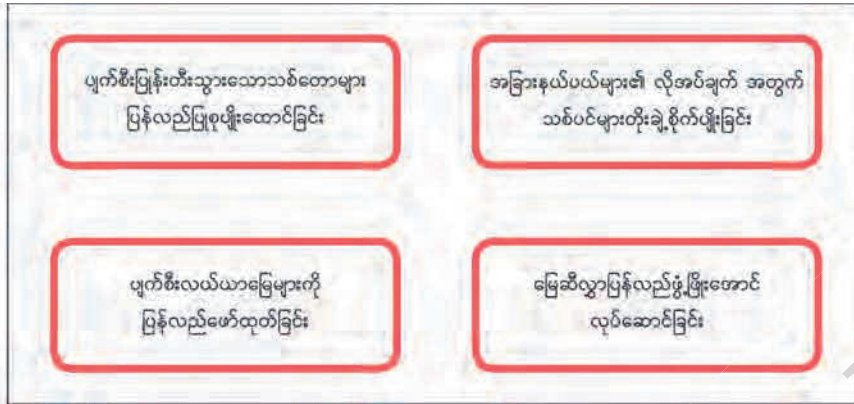 ပျက်စီးပြုန်းတီးသွားသောသစ်တောများ
ပြန်လည်ပြုစုပျိုးထောင်ခြင်း
အခြားနယ်ပယ်များ၏ လိုအပ်ချက် အတွက်
သစ်ပင်များတိုးချဲ့စိုက်ပျိုးခြင်း
ပျက်စီးလယ်ယာမြေများကို
ပြန်လည်ဖော်ထုတ်ခြင်း
မြေဆီလွှာပြန်လည်ဖွံ့ဖြိုးအောင်
လုပ်ဆောင်ခြင်း